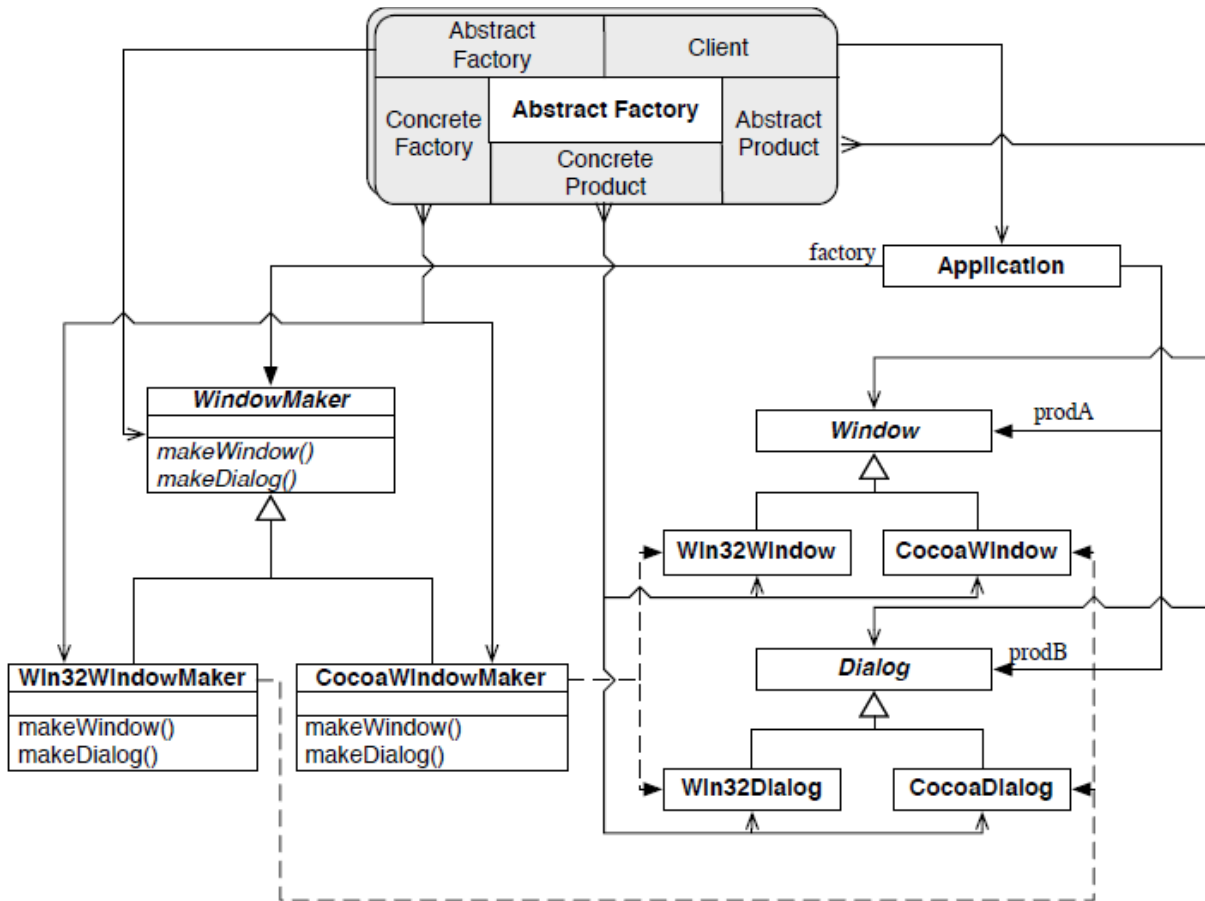 Abstract
Factory
Client
Concrete
Factory
Abstract Factory
Abstract
Product
Concrete
Product
factory
Application
WindowMaker
makeWindow()
makeDialog()
Window
prodA
Win32Window
CocoaWindow
Dialog
prodB
Win32WindowMaker
makeWindow()
makeDialog()
CocoaWindowMaker
makeWindow()
makeDialog()
Win32Dialog
CocoaDialog